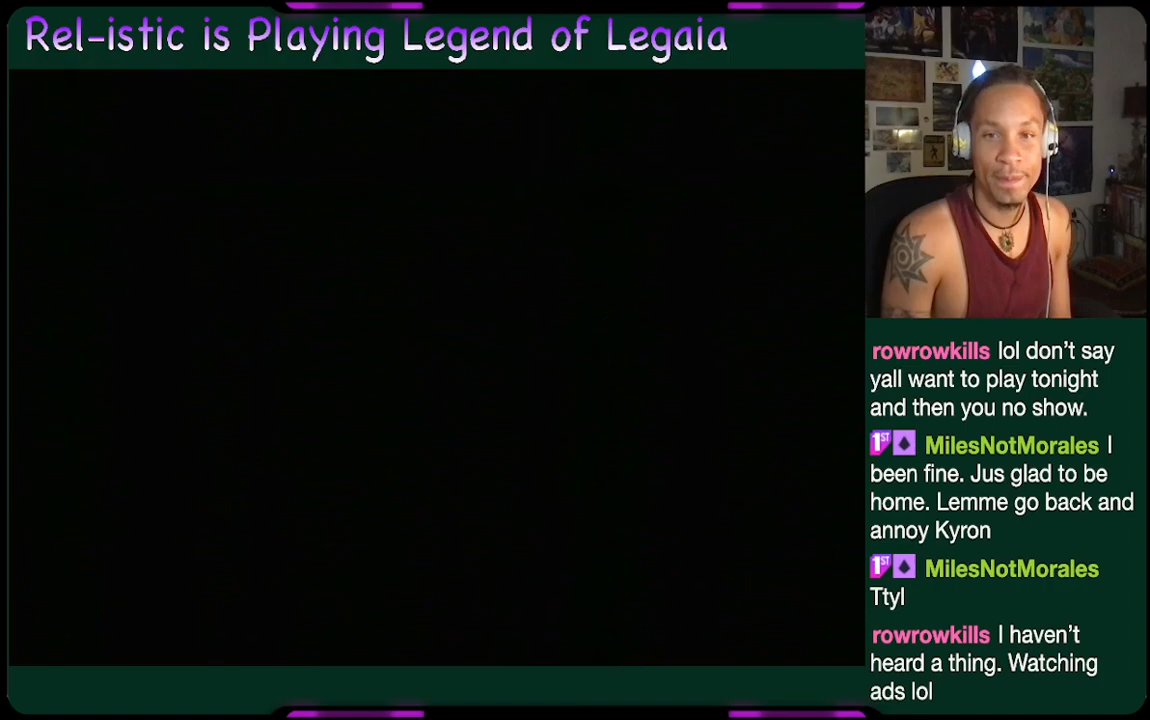 Rel-istic is Playing Legend of Legaia
rowrowkills lol don't say
yall want to play tonight
and then you no show.
1ST MilesNotMorales I
been fine. Jus glad to be
home. Lemme go back and
annoy Kyron
1ST MilesNotMorales
Ttyl
rowrowkills I haven't
heard a thing. Watching
ads lol